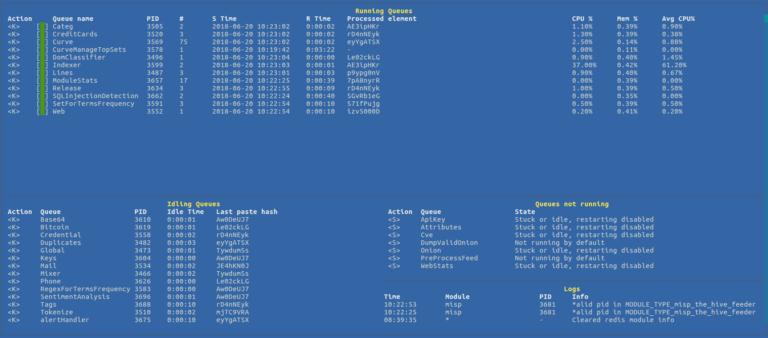 Running Queues
Action Queue name PID # S Time R Time Processed element CPU % Mem % Avg CPU%
<K> [ ] Categ 3505 2 2018-06-20 10:23:02 0:00:02 AE3ipHKr 1.10% 0.39% 0.90%
<K> [ ] CreditCards 3520 3 2018-06-20 10:23:02 0:00:02 rD4nNEyk 1.30% 0.39% 0.38%
<K> [ ] Curve 3569 75 2018-06-20 10:23:02 0:00:02 eyYgATSX 2.50% 0.14% 0.88%
<K> [ ] CurveManageTopSets 3578 1 2018-06-20 10:19:42 0:03:22 - 0.00% 0.11% 0.00%
<K> [ ] DomClassifier 3496 1 2018-06-20 10:23:04 0:00:00 Le02ckLG 0.90% 0.40% 1.45%
<K> [ ] Indexer 3599 2 2018-06-20 10:23:03 0:00:01 AE3ipHKr 37.00% 0.42% 61.20%
<K> [ ] Lines 3487 3 2018-06-20 10:23:01 0:00:03 p9ypg0nV 0.90% 0.40% 0.67%
<K> [ ] ModuleStats 3657 17 2018-06-20 10:22:25 0:00:39 7pA8nyrR 0.00% 0.39% 0.00%
<K> [ ] Release 3634 3 2018-06-20 10:22:55 0:00:09 rD4nNEyk 1.00% 0.39% 0.50%
<K> [ ] SQLInjectionDetection 3662 2 2018-06-20 10:22:24 0:00:40 SGvRb1eG 0.00% 0.35% 0.00%
<K> [ ] SetForTermsFrequency 3591 3 2018-06-20 10:22:54 0:00:10 S71fPujg 0.50% 0.39% 0.50%
<K> [ ] Web 3552 1 2018-06-20 10:22:54 0:00:10 izv5000D 0.20% 0.41% 0.20%
Idling Queues
Action Queue PID Idle Time Last paste hash
<K> Base64 3610 0:00:01 Aw0DEUJ7
<K> Bitcoin 3619 0:00:01 Le02ckLG
<K> Credential 3558 0:00:02 rD4nNEyk
<K> Duplicates 3482 0:00:03 eyYgATSX
<K> Global 3473 0:00:01 TywdumSs
<K> Keys 3604 0:00:00 Aw0DEUJ7
<K> Mail 3534 0:00:02 JE4hKN0J
<K> Mixer 3466 0:00:02 TywdumSs
<K> Phone 3626 0:00:00 Le02ckLG
<K> RegexForTermsFrequency 3583 0:00:00 Aw0DEUJ7
<K> SentimentAnalysis 3696 0:00:01 Aw0DEUJ7
<K> Tags 3688 0:00:10 rD4nNEyk
<K> Tokenize 3510 0:00:02 mjTC9VRA
<K> alertHandler 3675 0:00:10 eyYgATSX
Queues not running
Action Queue State
<S> ApiKey Stuck or idle, restarting disabled
<S> Attributes Stuck or idle, restarting disabled
<S> Cve Stuck or idle, restarting disabled
<S> DumpValidOnion Not running by default
<S> Onion Stuck or idle, restarting disabled
<S> PreProcessFeed Not running by default
<S> WebStats Stuck or idle, restarting disabled
Logs
Time Module PID Info
10:22:53 misp 3681 *alid pid in MODULE_TYPE_misp_the_hive_feeder
10:22:25 misp 3681 *alid pid in MODULE_TYPE_misp_the_hive_feeder
08:39:35 * - Cleared redis module info